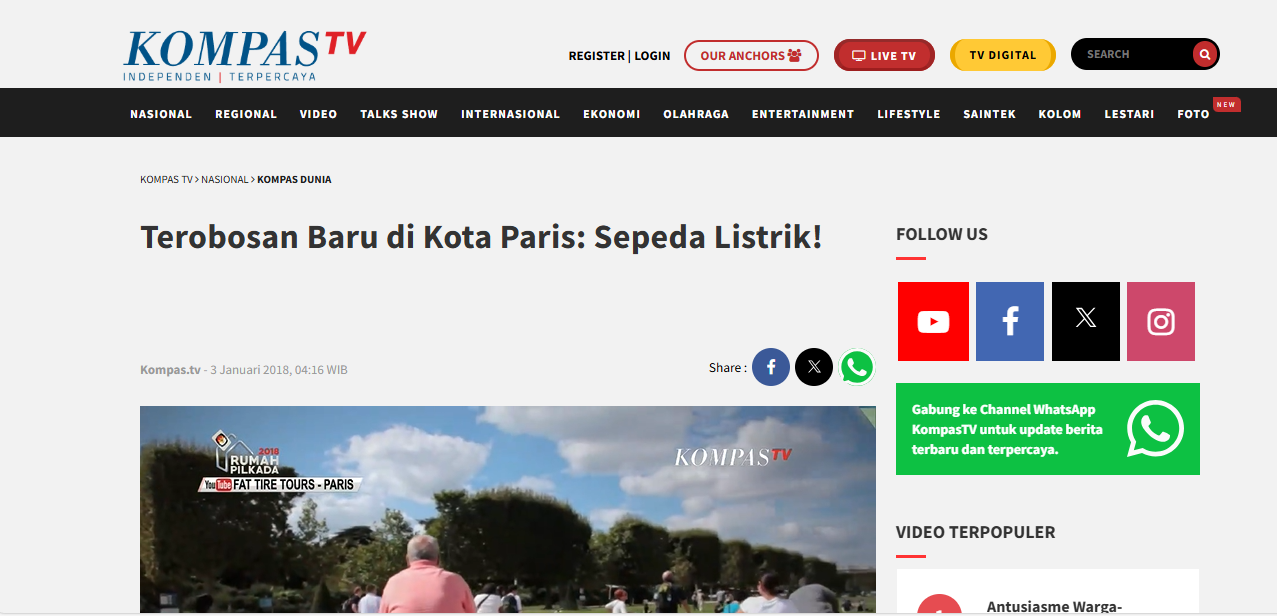 KOMPAS TV
INDEPENDEN | TERPERCAYA
REGISTER | LOGIN
OUR ANCHORS
LIVE TV
TV DIGITAL
SEARCH
NASIONAL REGIONAL VIDEO TALKS SHOW INTERNASIONAL EKONOMI OLAHRAGA ENTERTAINMENT LIFESTYLE SAINTEK KOLOM LESTARI FOTO NEW
KOMPAS TV > NASIONAL > KOMPAS DUNIA
Terobosan Baru di Kota Paris: Sepeda Listrik!
Kompas.tv - 3 Januari 2018, 04:16 WIB
Share :
2018
RUMAH
PILKADA
YouTube FAT TIRE TOURS - PARIS
KOMPAS TV
FOLLOW US
Gabung ke Channel WhatsApp
KompasTV untuk update berita
terbaru dan terpercaya.
VIDEO TERPOPULER
Antusiasme Warga-